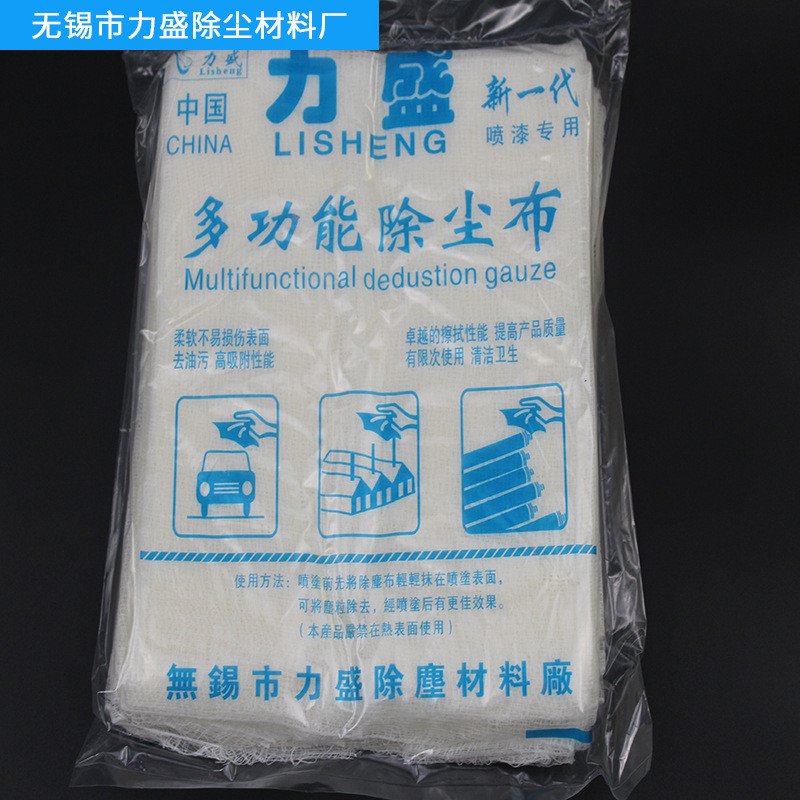 无锡市力盛除尘材料厂
力盛
Lisheng
力盛
新一代
中国
喷漆专用
CHINA
LISHENG
多功能除尘布
Multifunctional dedustion gauze
柔软不易损伤表面
去油污 高吸附性能
卓越的擦拭性能 提高产品质量
有限次使用 清洁卫生
使用方法：噴塗前先將除塵布輕輕抹在噴塗表面，
可將塵粒除去，經噴塗后有更佳效果。
（本産品嚴禁在熱表面使用）
無錫市力盛除塵材料廠